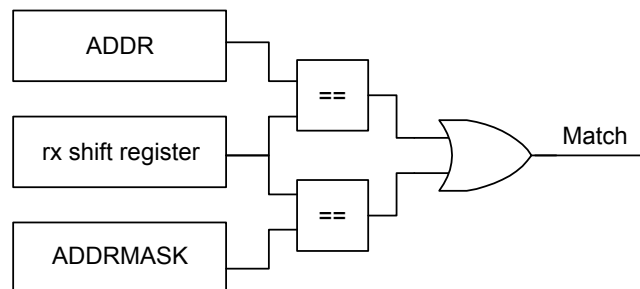 ADDR
==
rx shift register
Match
==
ADDRMASK